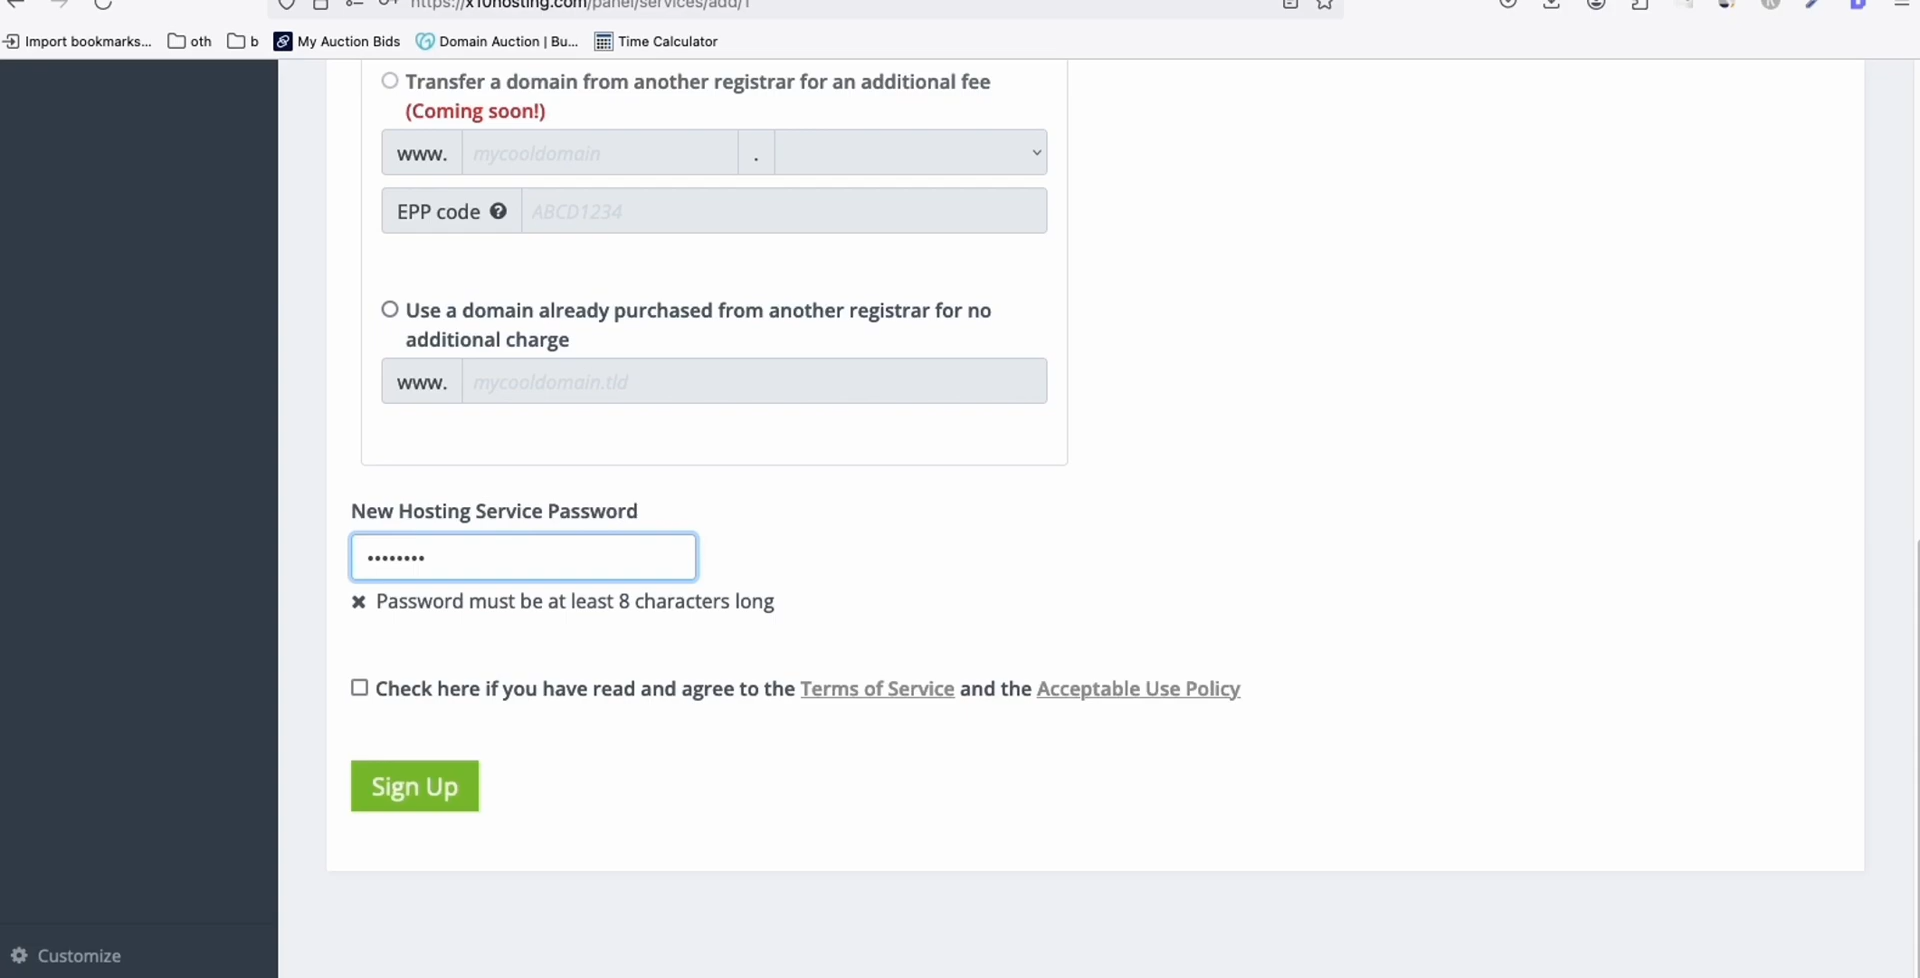 https://x10hosting.com/panel/services/add/1
Import bookmarks... oth b My Auction Bids Domain Auction | Bu... Time Calculator
Transfer a domain from another registrar for an additional fee
(Coming soon!)
www. mycooldomain .
EPP code ? ABCD1234
Use a domain already purchased from another registrar for no
additional charge
www. mycooldomain.tld
New Hosting Service Password
••••••••
✖ Password must be at least 8 characters long
Check here if you have read and agree to the Terms of Service and the Acceptable Use Policy
Sign Up
Customize